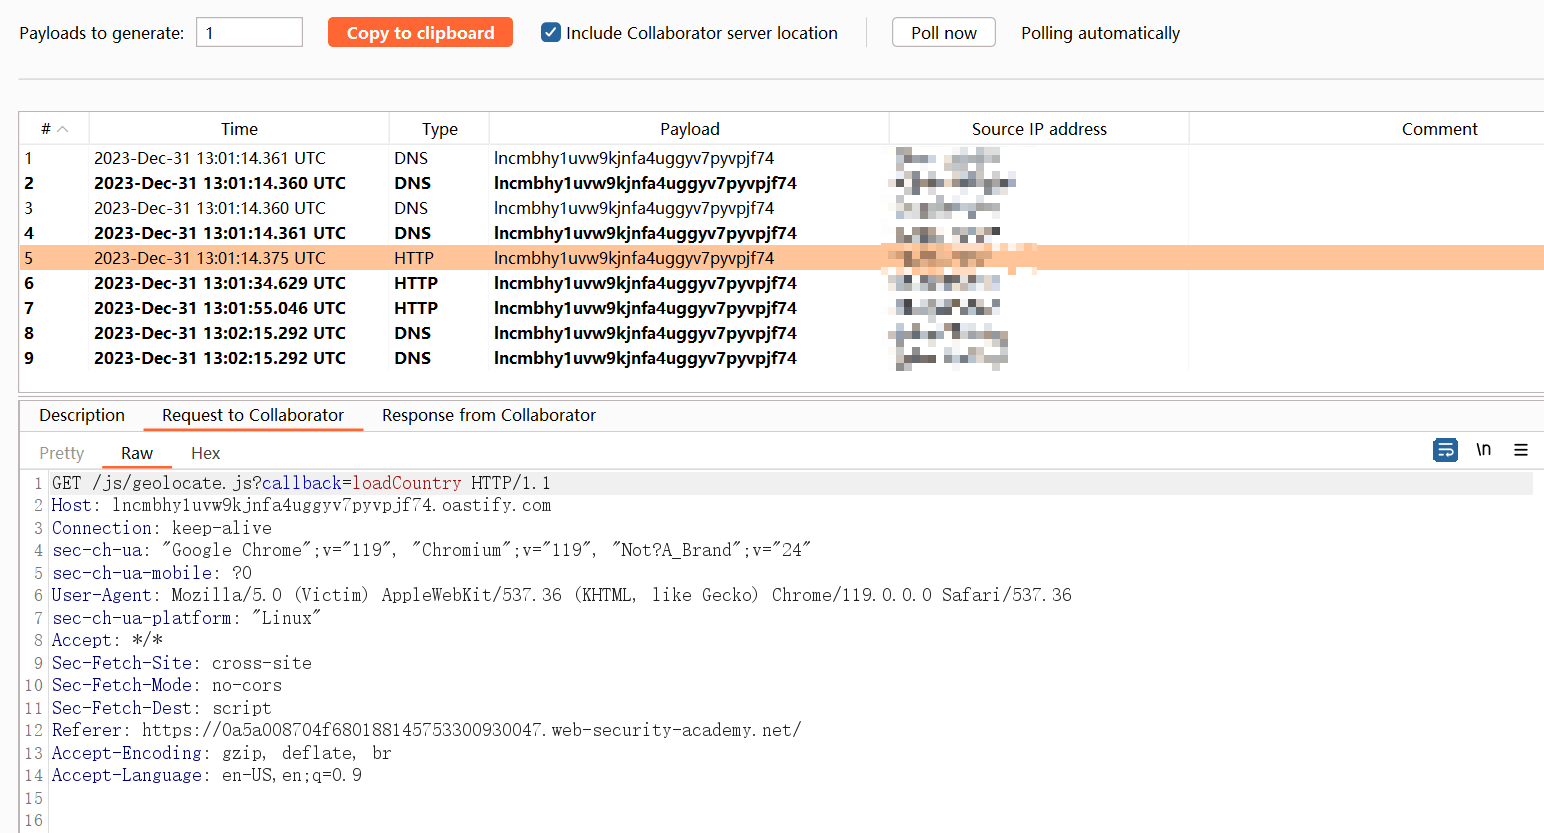 Payloads to generate: 1 Copy to clipboard Include Collaborator server location Poll now Polling automatically
# Time Type Payload Source IP address Comment
1 2023-Dec-31 13:01:14.361 UTC DNS lncmbhy1uvw9kjnfa4uggyv7pyvpjf74
2 2023-Dec-31 13:01:14.360 UTC DNS lncmbhy1uvw9kjnfa4uggyv7pyvpjf74
3 2023-Dec-31 13:01:14.360 UTC DNS lncmbhy1uvw9kjnfa4uggyv7pyvpjf74
4 2023-Dec-31 13:01:14.361 UTC DNS lncmbhy1uvw9kjnfa4uggyv7pyvpjf74
5 2023-Dec-31 13:01:14.375 UTC HTTP lncmbhy1uvw9kjnfa4uggyv7pyvpjf74
6 2023-Dec-31 13:01:34.629 UTC HTTP lncmbhy1uvw9kjnfa4uggyv7pyvpjf74
7 2023-Dec-31 13:01:55.046 UTC HTTP lncmbhy1uvw9kjnfa4uggyv7pyvpjf74
8 2023-Dec-31 13:02:15.292 UTC DNS lncmbhy1uvw9kjnfa4uggyv7pyvpjf74
9 2023-Dec-31 13:02:15.292 UTC DNS lncmbhy1uvw9kjnfa4uggyv7pyvpjf74
Description Request to Collaborator Response from Collaborator
Pretty Raw Hex \n
1 GET /js/geolocate.js?callback=loadCountry HTTP/1.1
2 Host: lncmbhy1uvw9kjnfa4uggyv7pyvpjf74.oastify.com
3 Connection: keep-alive
4 sec-ch-ua: "Google Chrome";v="119", "Chromium";v="119", "Not?A_Brand";v="24"
5 sec-ch-ua-mobile: ?0
6 User-Agent: Mozilla/5.0 (Victim) AppleWebKit/537.36 (KHTML, like Gecko) Chrome/119.0.0.0 Safari/537.36
7 sec-ch-ua-platform: "Linux"
8 Accept: */*
9 Sec-Fetch-Site: cross-site
10 Sec-Fetch-Mode: no-cors
11 Sec-Fetch-Dest: script
12 Referer: https://0a5a008704f680188145753300930047.web-security-academy.net/
13 Accept-Encoding: gzip, deflate, br
14 Accept-Language: en-US,en;q=0.9
15
16